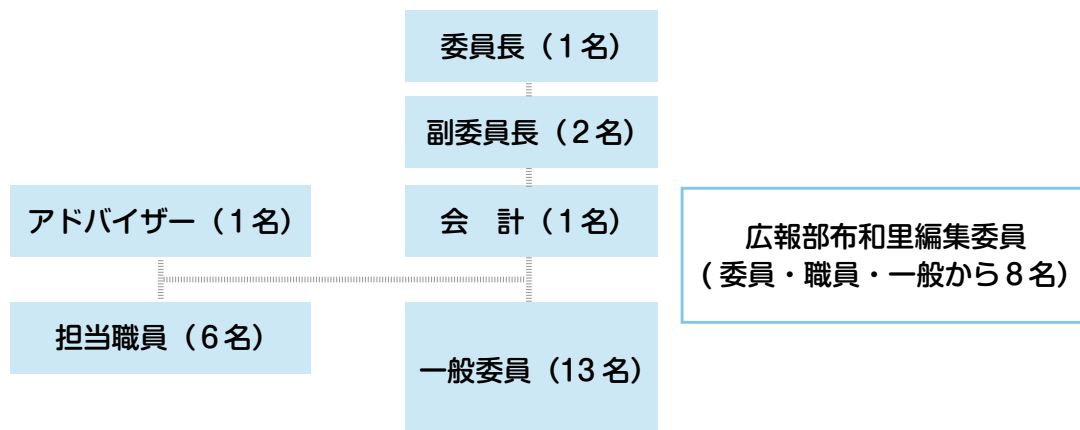 委員長（1名）
副委員長（2名）
アドバイザー（1名）
会　計（1名）
広報部布和里編集委員
( 委員・職員・一般から8名）
担当職員（6名）
一般委員（13名）